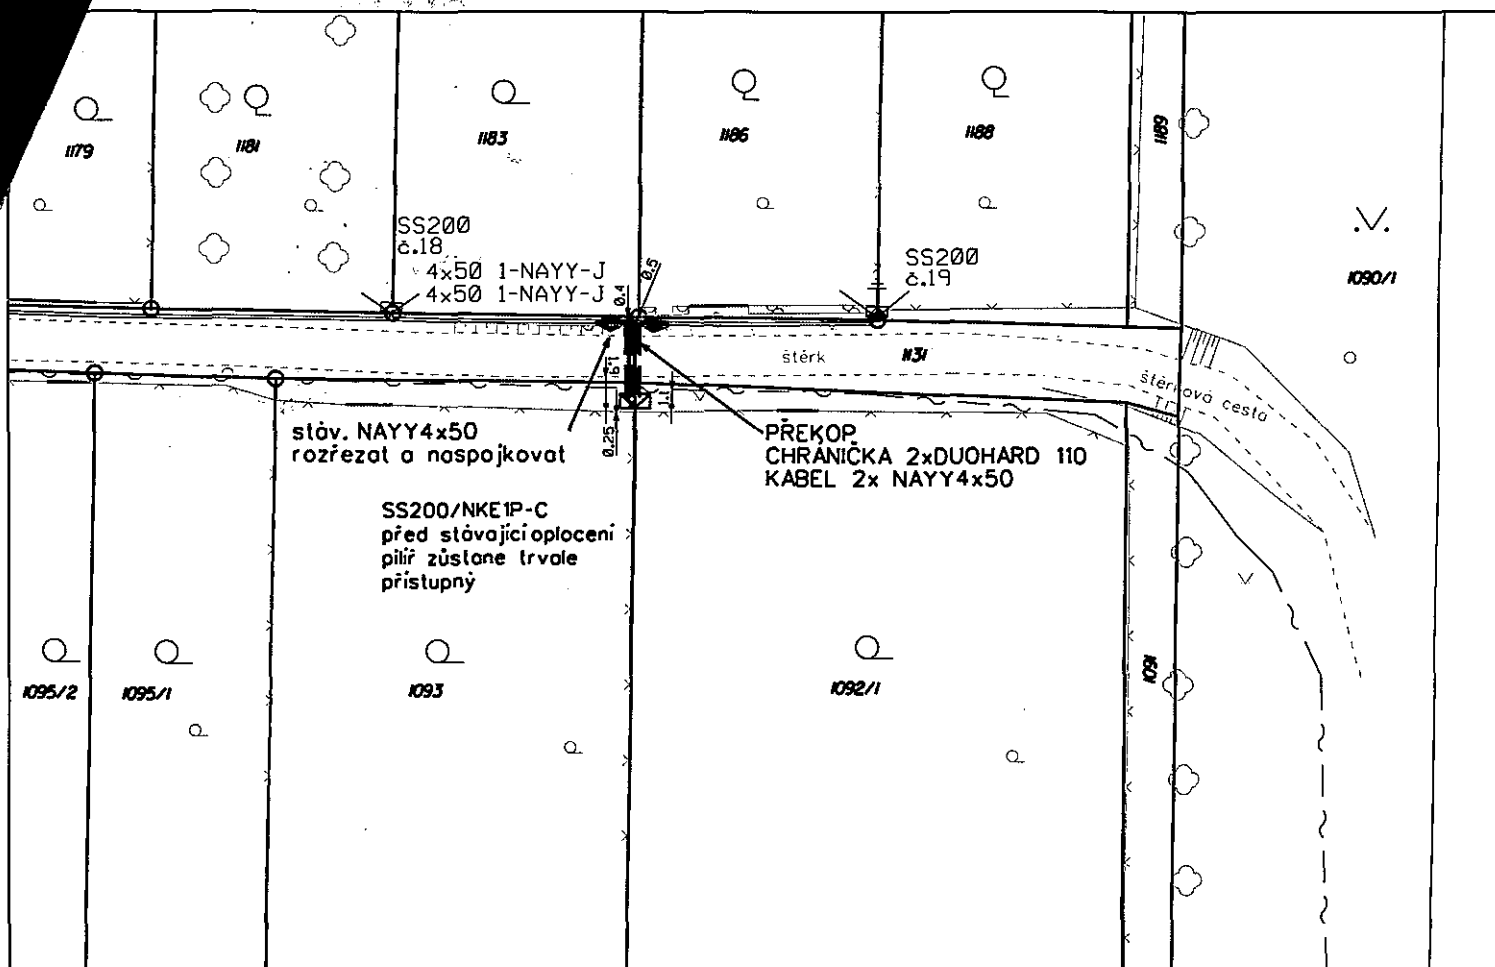 1179
1181
1183
1186
1188
1189
SS200
č.18
4x50 1-NAYY-J
4x50 1-NAYY-J
0.4
0.5
SS200
č.19
1090/1
štěrk
1131
štěrková cesta
1.1
0.25
stáv. NAYY4x50
rozřezat a naspojkovat
PŘEKOP
CHRÁNIČKA 2xDUOHARD 110
KABEL 2x NAYY4x50
SS200/NKE1P-C
před stávající oplocení
pilíř zůstane trvale
přístupný
1095/2
1095/1
1093
1092/1
1091